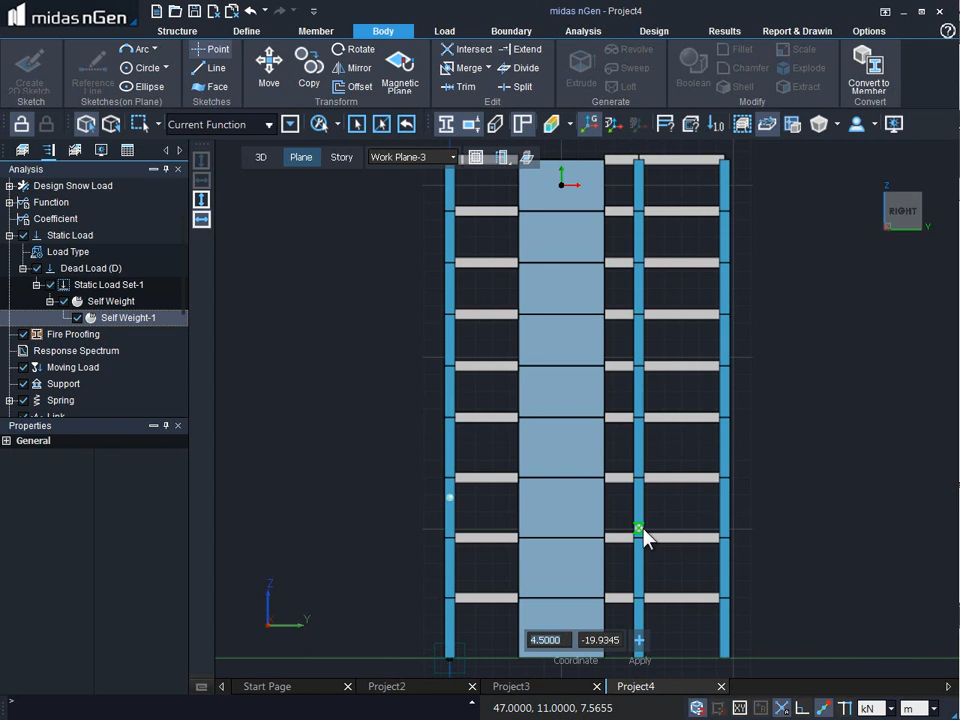 midas nGen
midas nGen - Project4
Structure Define Member Body Load Boundary Analysis Design Results Report & Drawin Options
Create 2D Sketch
Sketch
Reference Line
Arc
Circle
Ellipse
Sketches(on Plane)
Point
Line
Face
Sketches
Move
Copy
Rotate
Mirror
Offset
Magnetic Plane
Transform
Intersect
Merge
Trim
Extend
Divide
Split
Edit
Extrude
Revolve
Sweep
Loft
Generate
Boolean
Fillet
Chamfer
Shell
Scale
Explode
Extract
Modify
Convert to Member
Convert
Current Function
1.0
Analysis
3D Plane Story Work Plane-3
Design Snow Load
Function
Coefficient
Static Load
Load Type
Dead Load (D)
Static Load Set-1
Self Weight
Self Weight-1
Fire Proofing
Response Spectrum
Moving Load
Support
Spring
Link
Properties
General
Z
RIGHT
Y
Z
Y
4.5000 -19.9345
Coordinate Apply
Start Page Project2 Project3 Project4
>
47.0000, 11.0000, 7.5655
XY
kN m